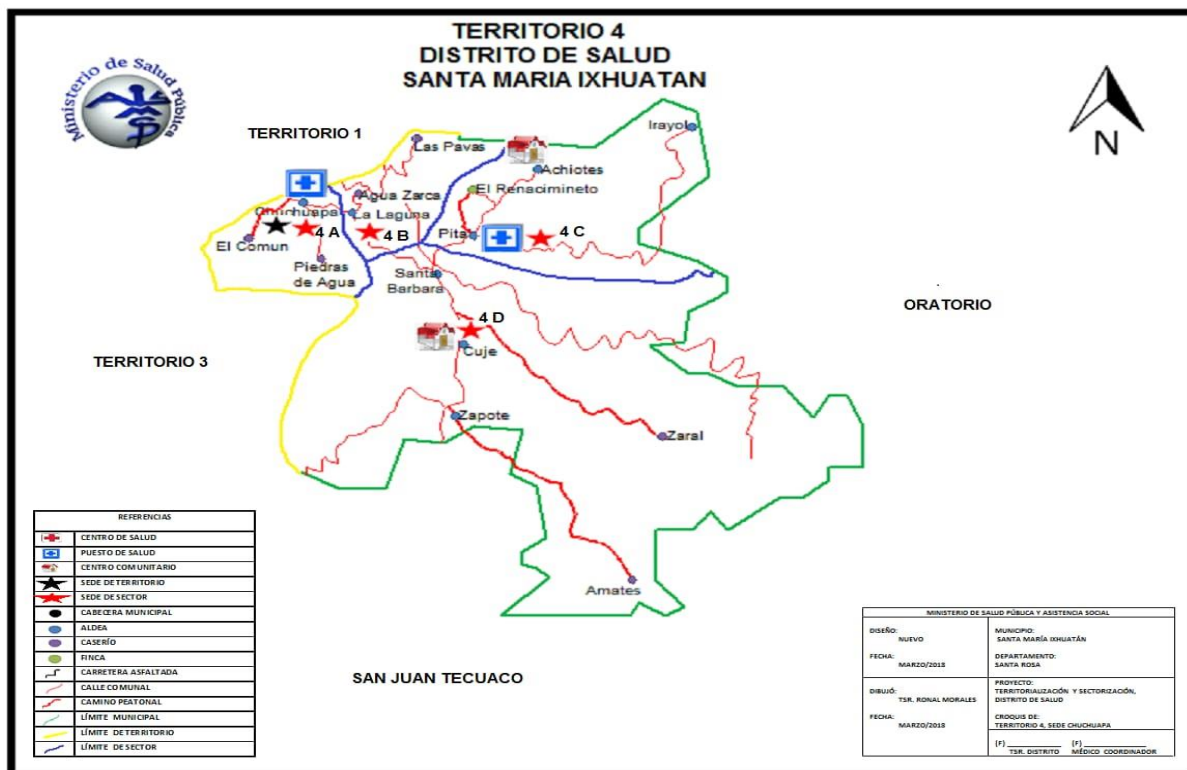 TERRITORIO 4
DISTRITO DE SALUD
SANTA MARIA IXHUATAN
Ministerio de Salud Pública
N
TERRITORIO 1
Las Pavas
Irayol
Achiotes
El Renacimineto
Agua Zarca
Chuchuapa
La Laguna
4 A
4 B
Pital
4 C
El Comun
Piedras
de Agua
Santa
Barbara
ORATORIO
4 D
Cuje
TERRITORIO 3
Zapote
Zaral
Amates
SAN JUAN TECUACO
REFERENCIAS
CENTRO DE SALUD
PUESTO DE SALUD
CENTRO COMUNITARIO
SEDE DE TERRITORIO
SEDE DE SECTOR
CABECERA MUNICIPAL
ALDEA
CASERÍO
FINCA
CARRETERA ASFALTADA
CALLE COMUNAL
CAMINO PEATONAL
LÍMITE MUNICIPAL
LÍMITE DE TERRITORIO
LÍMITE DE SECTOR
MINISTERIO DE SALUD PÚBLICA Y ASISTENCIA SOCIAL
DISEÑO:
NUEVO
FECHA:
MARZO/2018
MUNICIPIO:
SANTA MARÍA IXHUATÁN
DEPARTAMENTO:
SANTA ROSA
DIBUJÓ:
TSR. RONAL MORALES
FECHA:
MARZO/2018
PROYECTO:
TERRITORIALIZACIÓN Y SECTORIZACIÓN,
DISTRITO DE SALUD
CROQUIS DE:
TERRITORIO 4, SEDE CHUCHUAPA
(F) ____________ (F) ____________
TSR. DISTRITO MÉDICO COORDINADOR